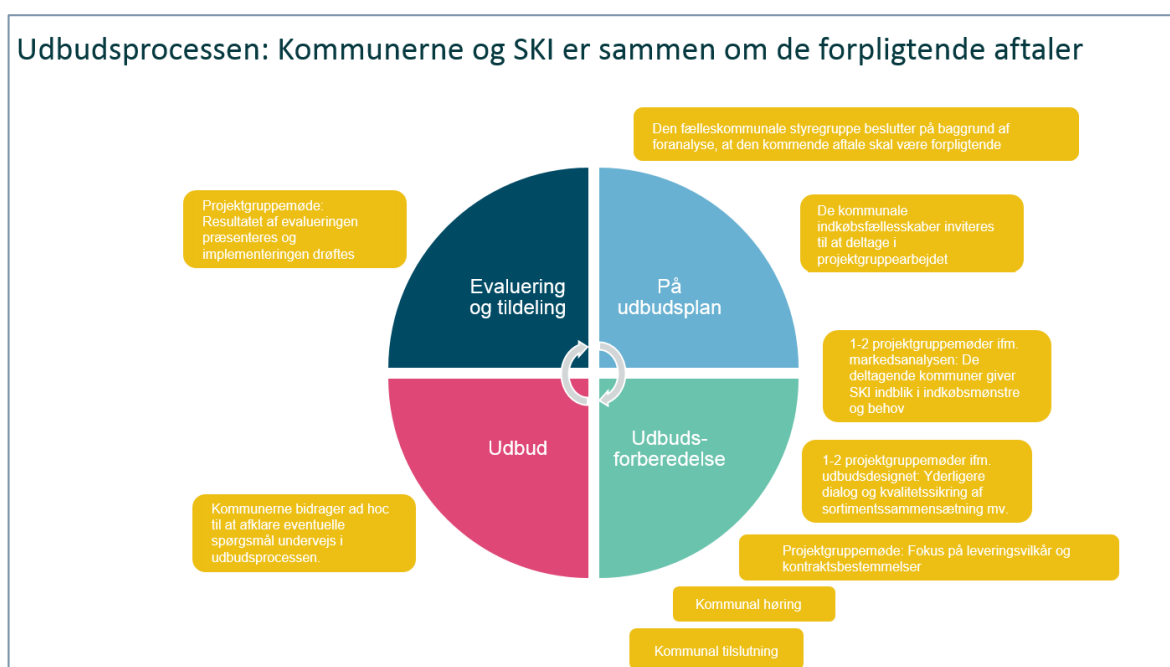 Udbudsprocessen: Kommunerne og SKI er sammen om de forpligtende aftaler
Den fælleskommunale styregruppe beslutter på baggrund af
foranalyse, at den kommende aftale skal være forpligtende
De kommunale
indkøbsfællesskaber inviteres
til at deltage i
projektgruppearbejdet
1-2 projektgruppemøder ifm.
markedsanalysen: De
deltagende kommuner giver
SKI indblik i indkøbsmønstre
og behov
1-2 projektgruppemøder ifm.
udbudsdesignet: Yderligere
dialog og kvalitetssikring af
sortimentssammensætning mv.
Projektgruppemøde: Fokus på leveringsvilkår og
kontraktsbestemmelser
Kommunal høring
Kommunal tilslutning
Kommunerne bidrager ad hoc
til at afklare eventuelle
spørgsmål undervejs i
udbudsprocessen.
Projektgruppemøde:
Resultatet af evalueringen
præsenteres og
implementeringen drøftes
Evaluering
og tildeling
På
udbudsplan
Udbud
Udbuds-
forberedelse